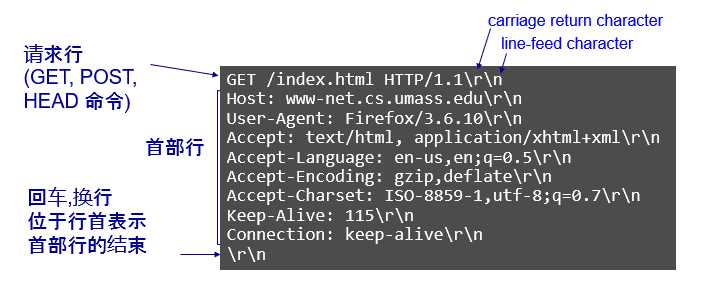 carriage return character
line-feed character
请求行
(GET, POST,
HEAD 命令)
GET /index.html HTTP/1.1\r\n
Host: www-net.cs.umass.edu\r\n
User-Agent: Firefox/3.6.10\r\n
Accept: text/html, application/xhtml+xml\r\n
Accept-Language: en-us,en;q=0.5\r\n
Accept-Encoding: gzip,deflate\r\n
Accept-Charset: ISO-8859-1,utf-8;q=0.7\r\n
Keep-Alive: 115\r\n
Connection: keep-alive\r\n
\r\n
首部行
回车,换行
位于行首表示
首部行的结束